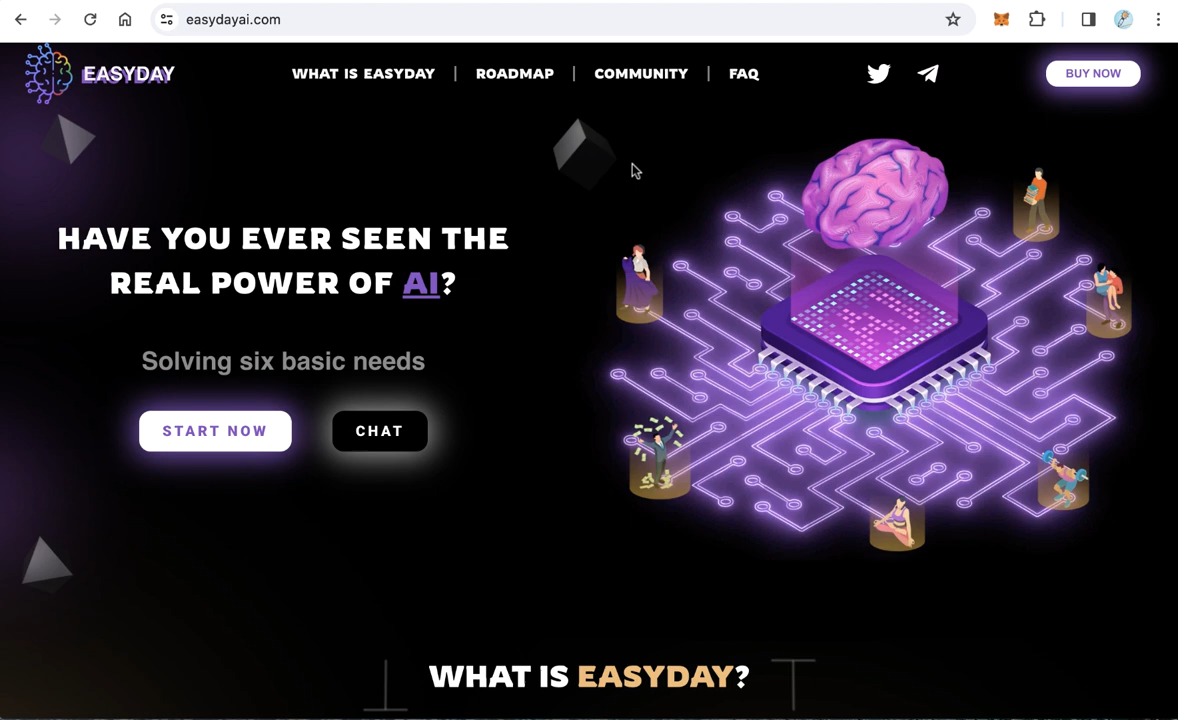 easydayai.com
EASYDAY
WHAT IS EASYDAY | ROADMAP | COMMUNITY | FAQ
BUY NOW
HAVE YOU EVER SEEN THE
REAL POWER OF AI?
Solving six basic needs
START NOW
CHAT
WHAT IS EASYDAY?